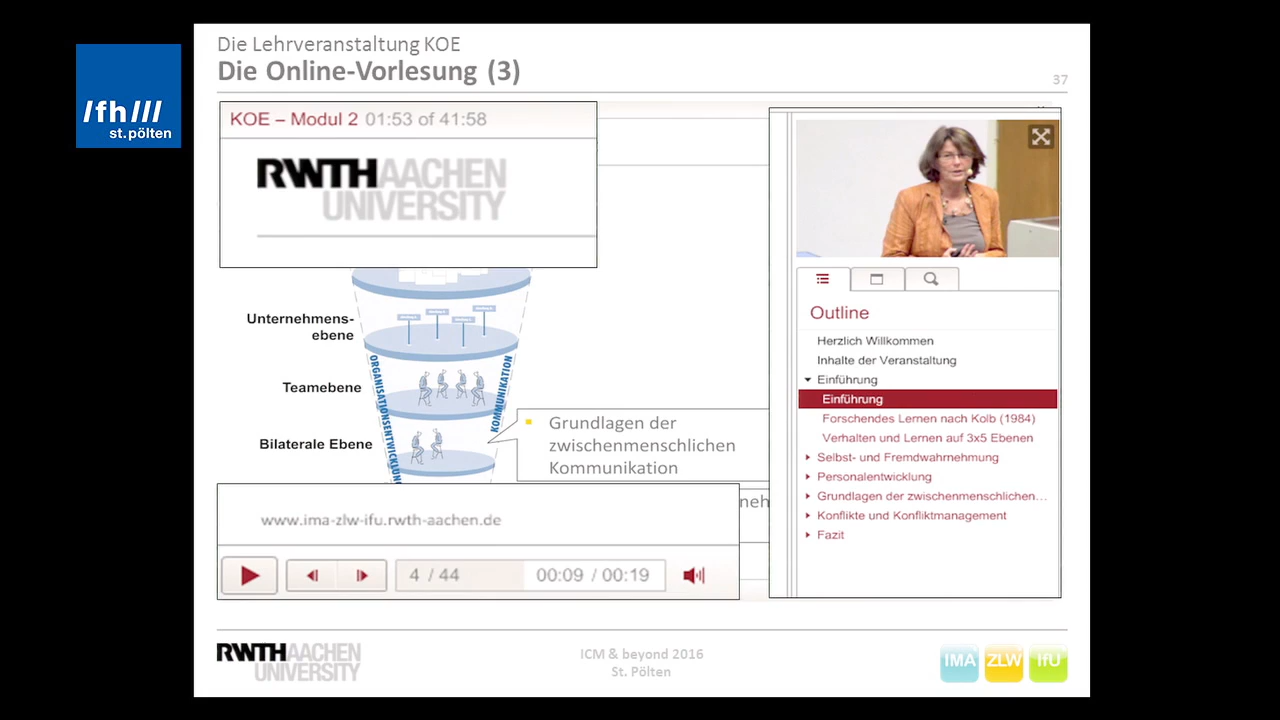 Die Lehrveranstaltung KOE
Die Online-Vorlesung (3)
37
/fh///
st.pölten
KOE – Modul 2 01:53 of 41:58
RWTHAACHEN
UNIVERSITY
Unternehmens-
ebene
Teamebene
Bilaterale Ebene
ORGANISATIONSENTWICKLUNG
KOMMUNIKATION
Grundlagen der
zwischenmenschlichen
Kommunikation
www.ima-zlw-ifu.rwth-aachen.de
4 / 44
00:09 / 00:19
Outline
Herzlich Willkommen
Inhalte der Veranstaltung
Einführung
Einführung
Forschendes Lernen nach Kolb (1984)
Verhalten und Lernen auf 3x5 Ebenen
Selbst- und Fremdwahrnehmung
Personalentwicklung
Grundlagen der zwischenmenschlichen...
Konflikte und Konfliktmanagement
Fazit
RWTHAACHEN
UNIVERSITY
ICM & beyond 2016
St. Pölten
IMA ZLW IfU